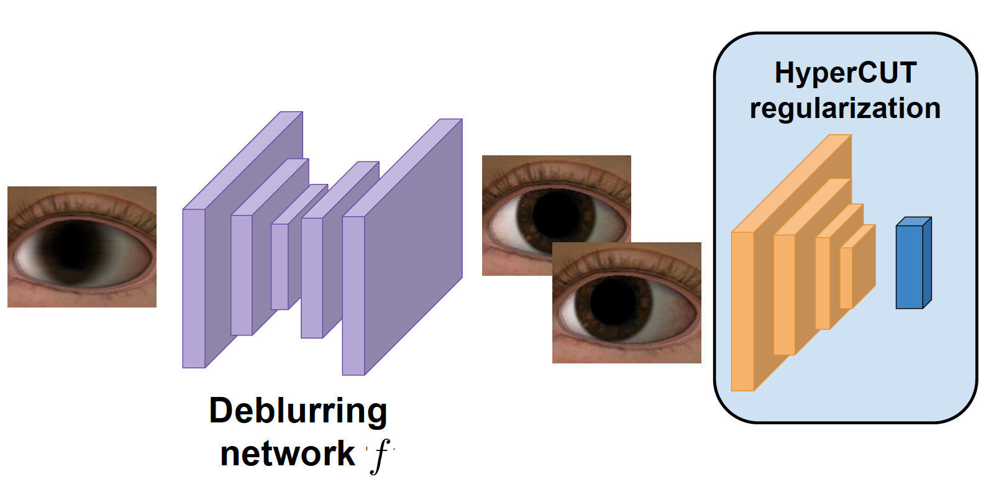 HyperCUT
regularization
Deblurring
network f